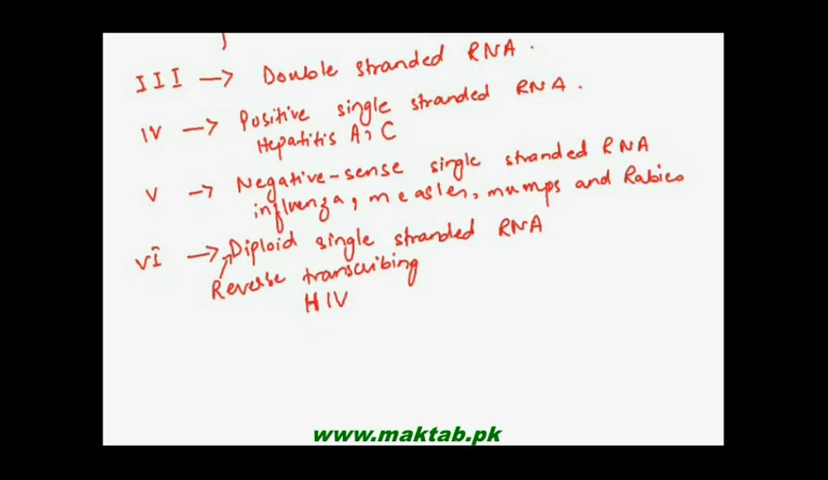 III → Double stranded RNA.
IV → Positive single stranded RNA.
Hepatitis A, C
V → Negative-sense single stranded RNA
influenza, measles, mumps and Rabies
VI → Diploid single stranded RNA
Reverse transcribing
HIV
www.maktab.pk